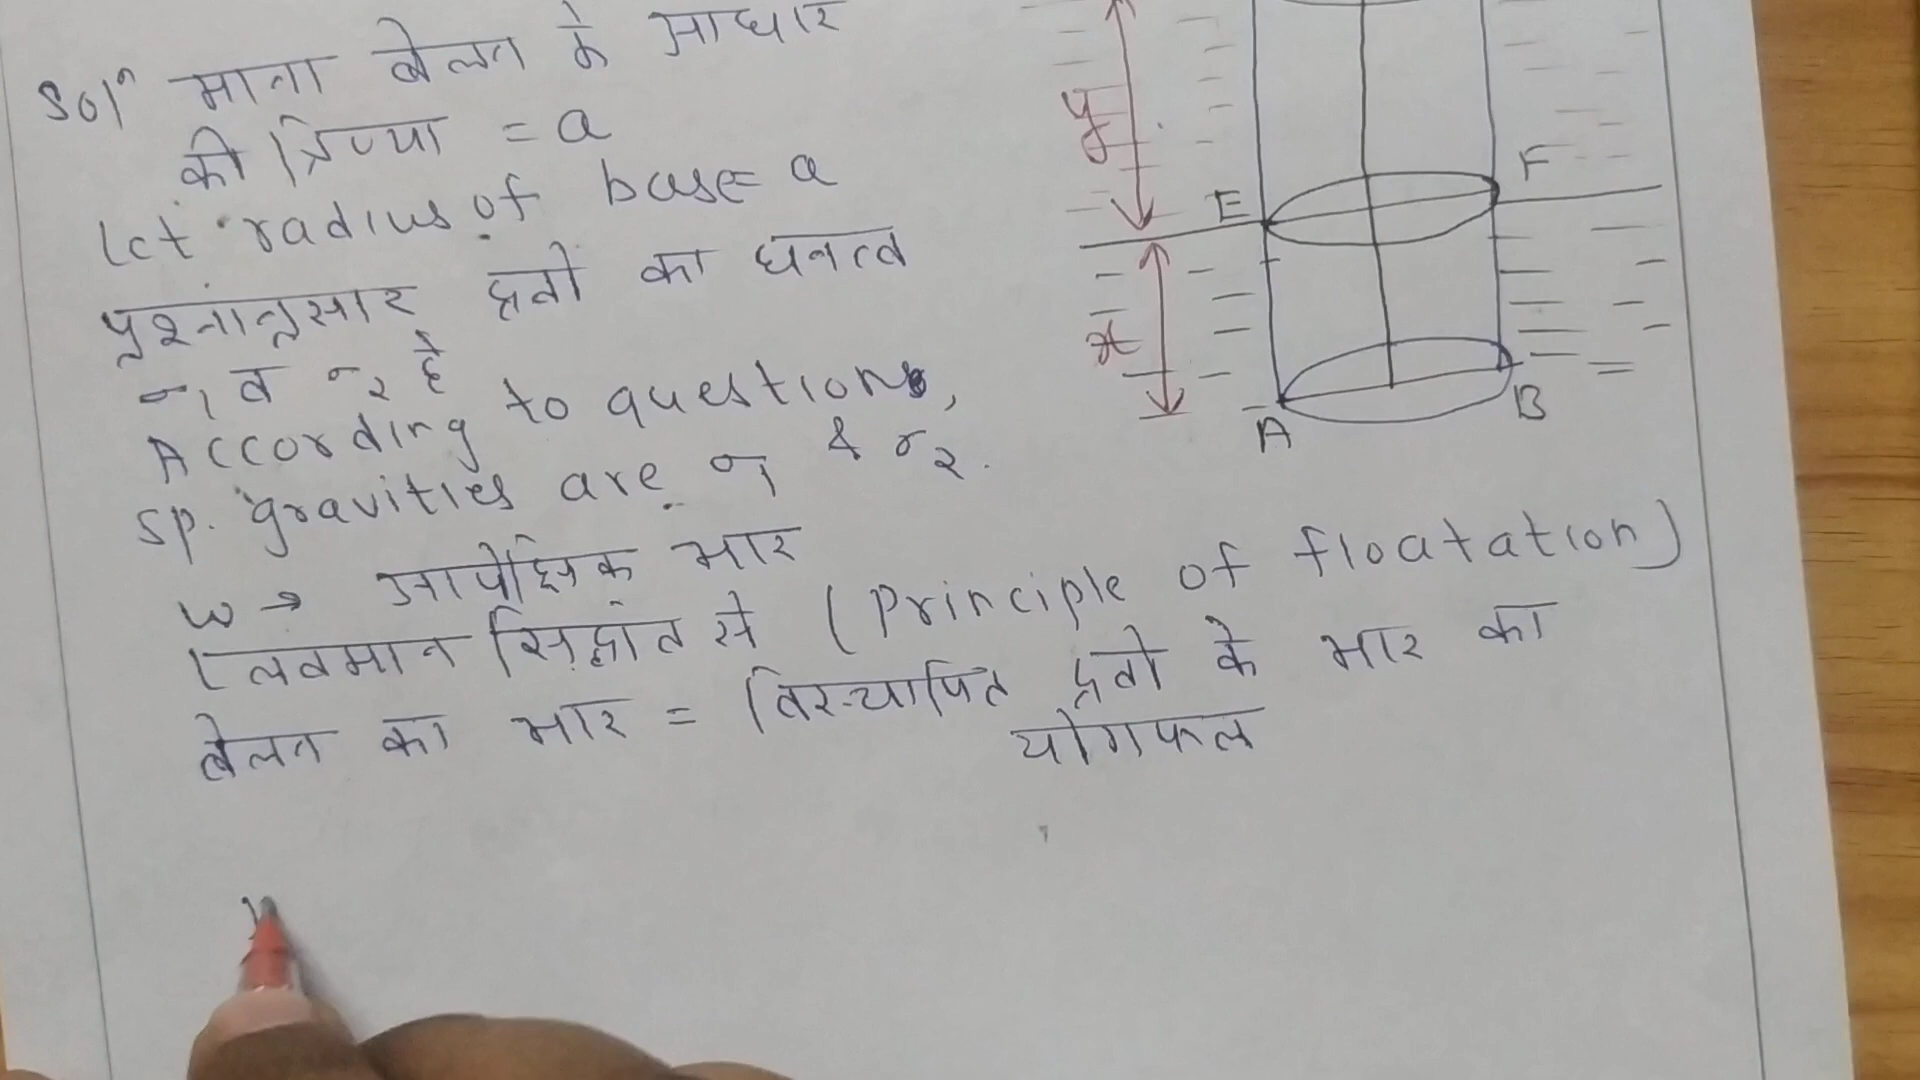 Solⁿ माना बेलन के आधार
की त्रिज्या = a
let radius of base = a
प्रश्नानुसार द्रवों का घनत्व
σ₁ व σ₂ है
According to questions,
sp. gravities are σ₁ & σ₂.
w → आपेक्षिक भार
प्लवमान सिद्धांत से (Principle of floatation)
बेलन का भार = विस्थापित द्रवों के भार का
योगफल
y
E
F
x
A
B